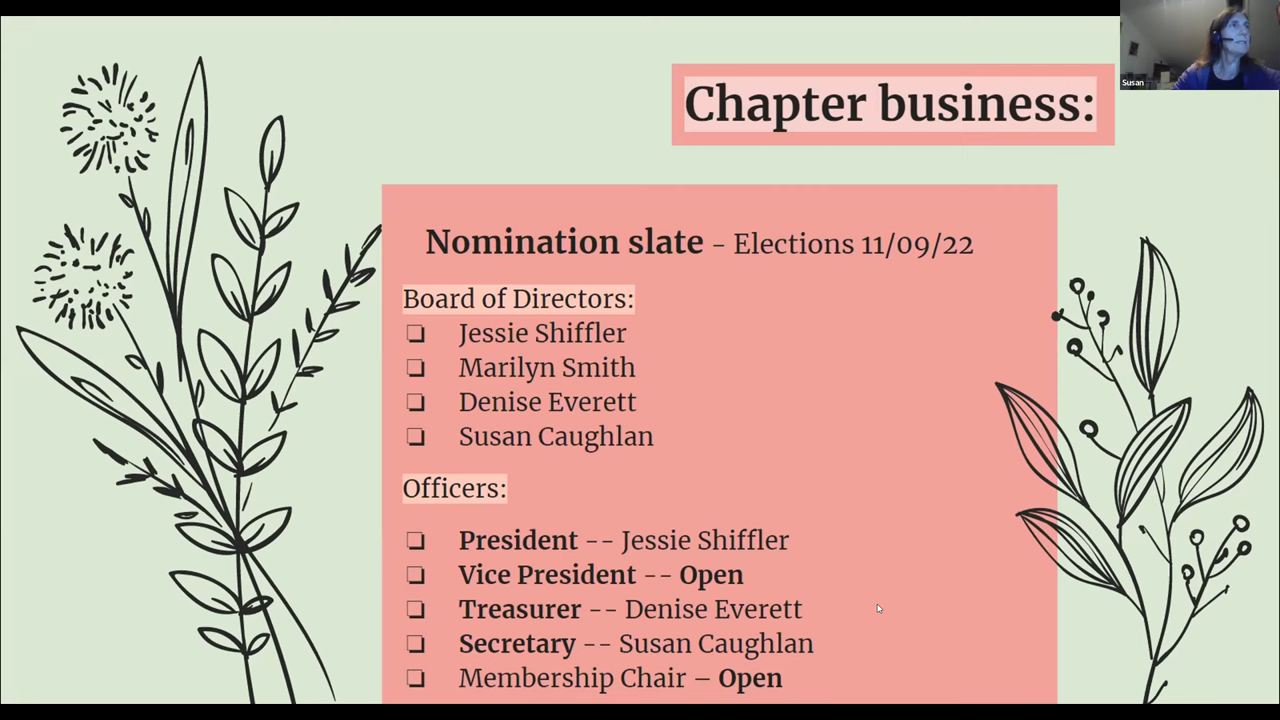 Chapter business:
Susan
Nomination slate - Elections 11/09/22
Board of Directors:
❏ Jessie Shiffler
❏ Marilyn Smith
❏ Denise Everett
❏ Susan Caughlan
Officers:
❏ President -- Jessie Shiffler
❏ Vice President -- Open
❏ Treasurer -- Denise Everett
❏ Secretary -- Susan Caughlan
❏ Membership Chair – Open